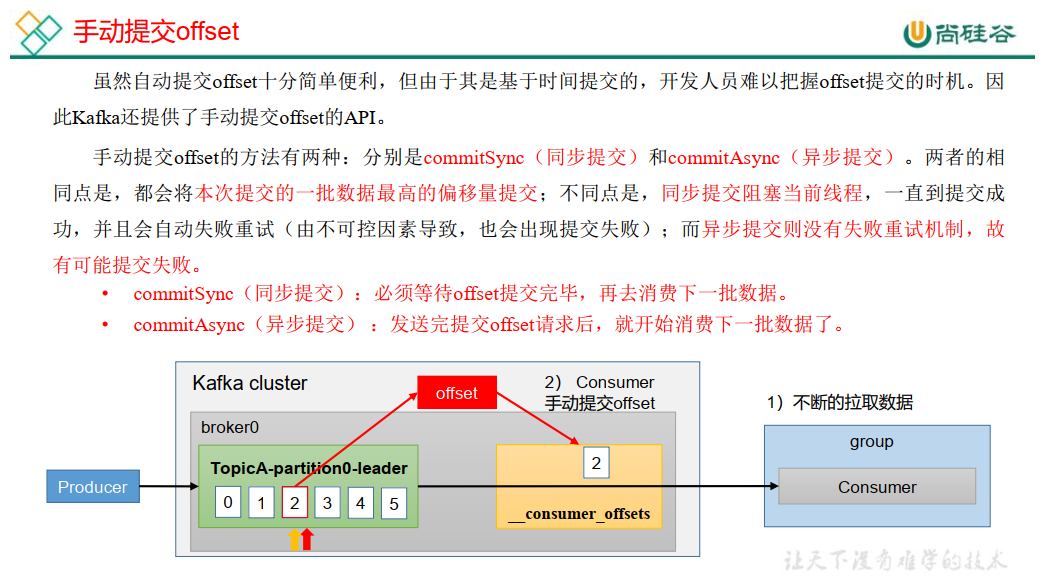 手动提交offset
尚硅谷
虽然自动提交offset十分简单便利，但由于其是基于时间提交的，开发人员难以把握offset提交的时机。因
此Kafka还提供了手动提交offset的API。
手动提交offset的方法有两种：分别是commitSync（同步提交）和commitAsync（异步提交）。两者的相
同点是，都会将本次提交的一批数据最高的偏移量提交；不同点是，同步提交阻塞当前线程，一直到提交成
功，并且会自动失败重试（由不可控因素导致，也会出现提交失败）；而异步提交则没有失败重试机制，故
有可能提交失败。
• commitSync（同步提交）：必须等待offset提交完毕，再去消费下一批数据。
• commitAsync（异步提交） ：发送完提交offset请求后，就开始消费下一批数据了。
Kafka cluster
offset
2） Consumer
手动提交offset
1）不断的拉取数据
broker0
group
TopicA-partition0-leader
2
Producer
Consumer
0 1 2 3 4 5
__consumer_offsets
让天下没有难学的技术